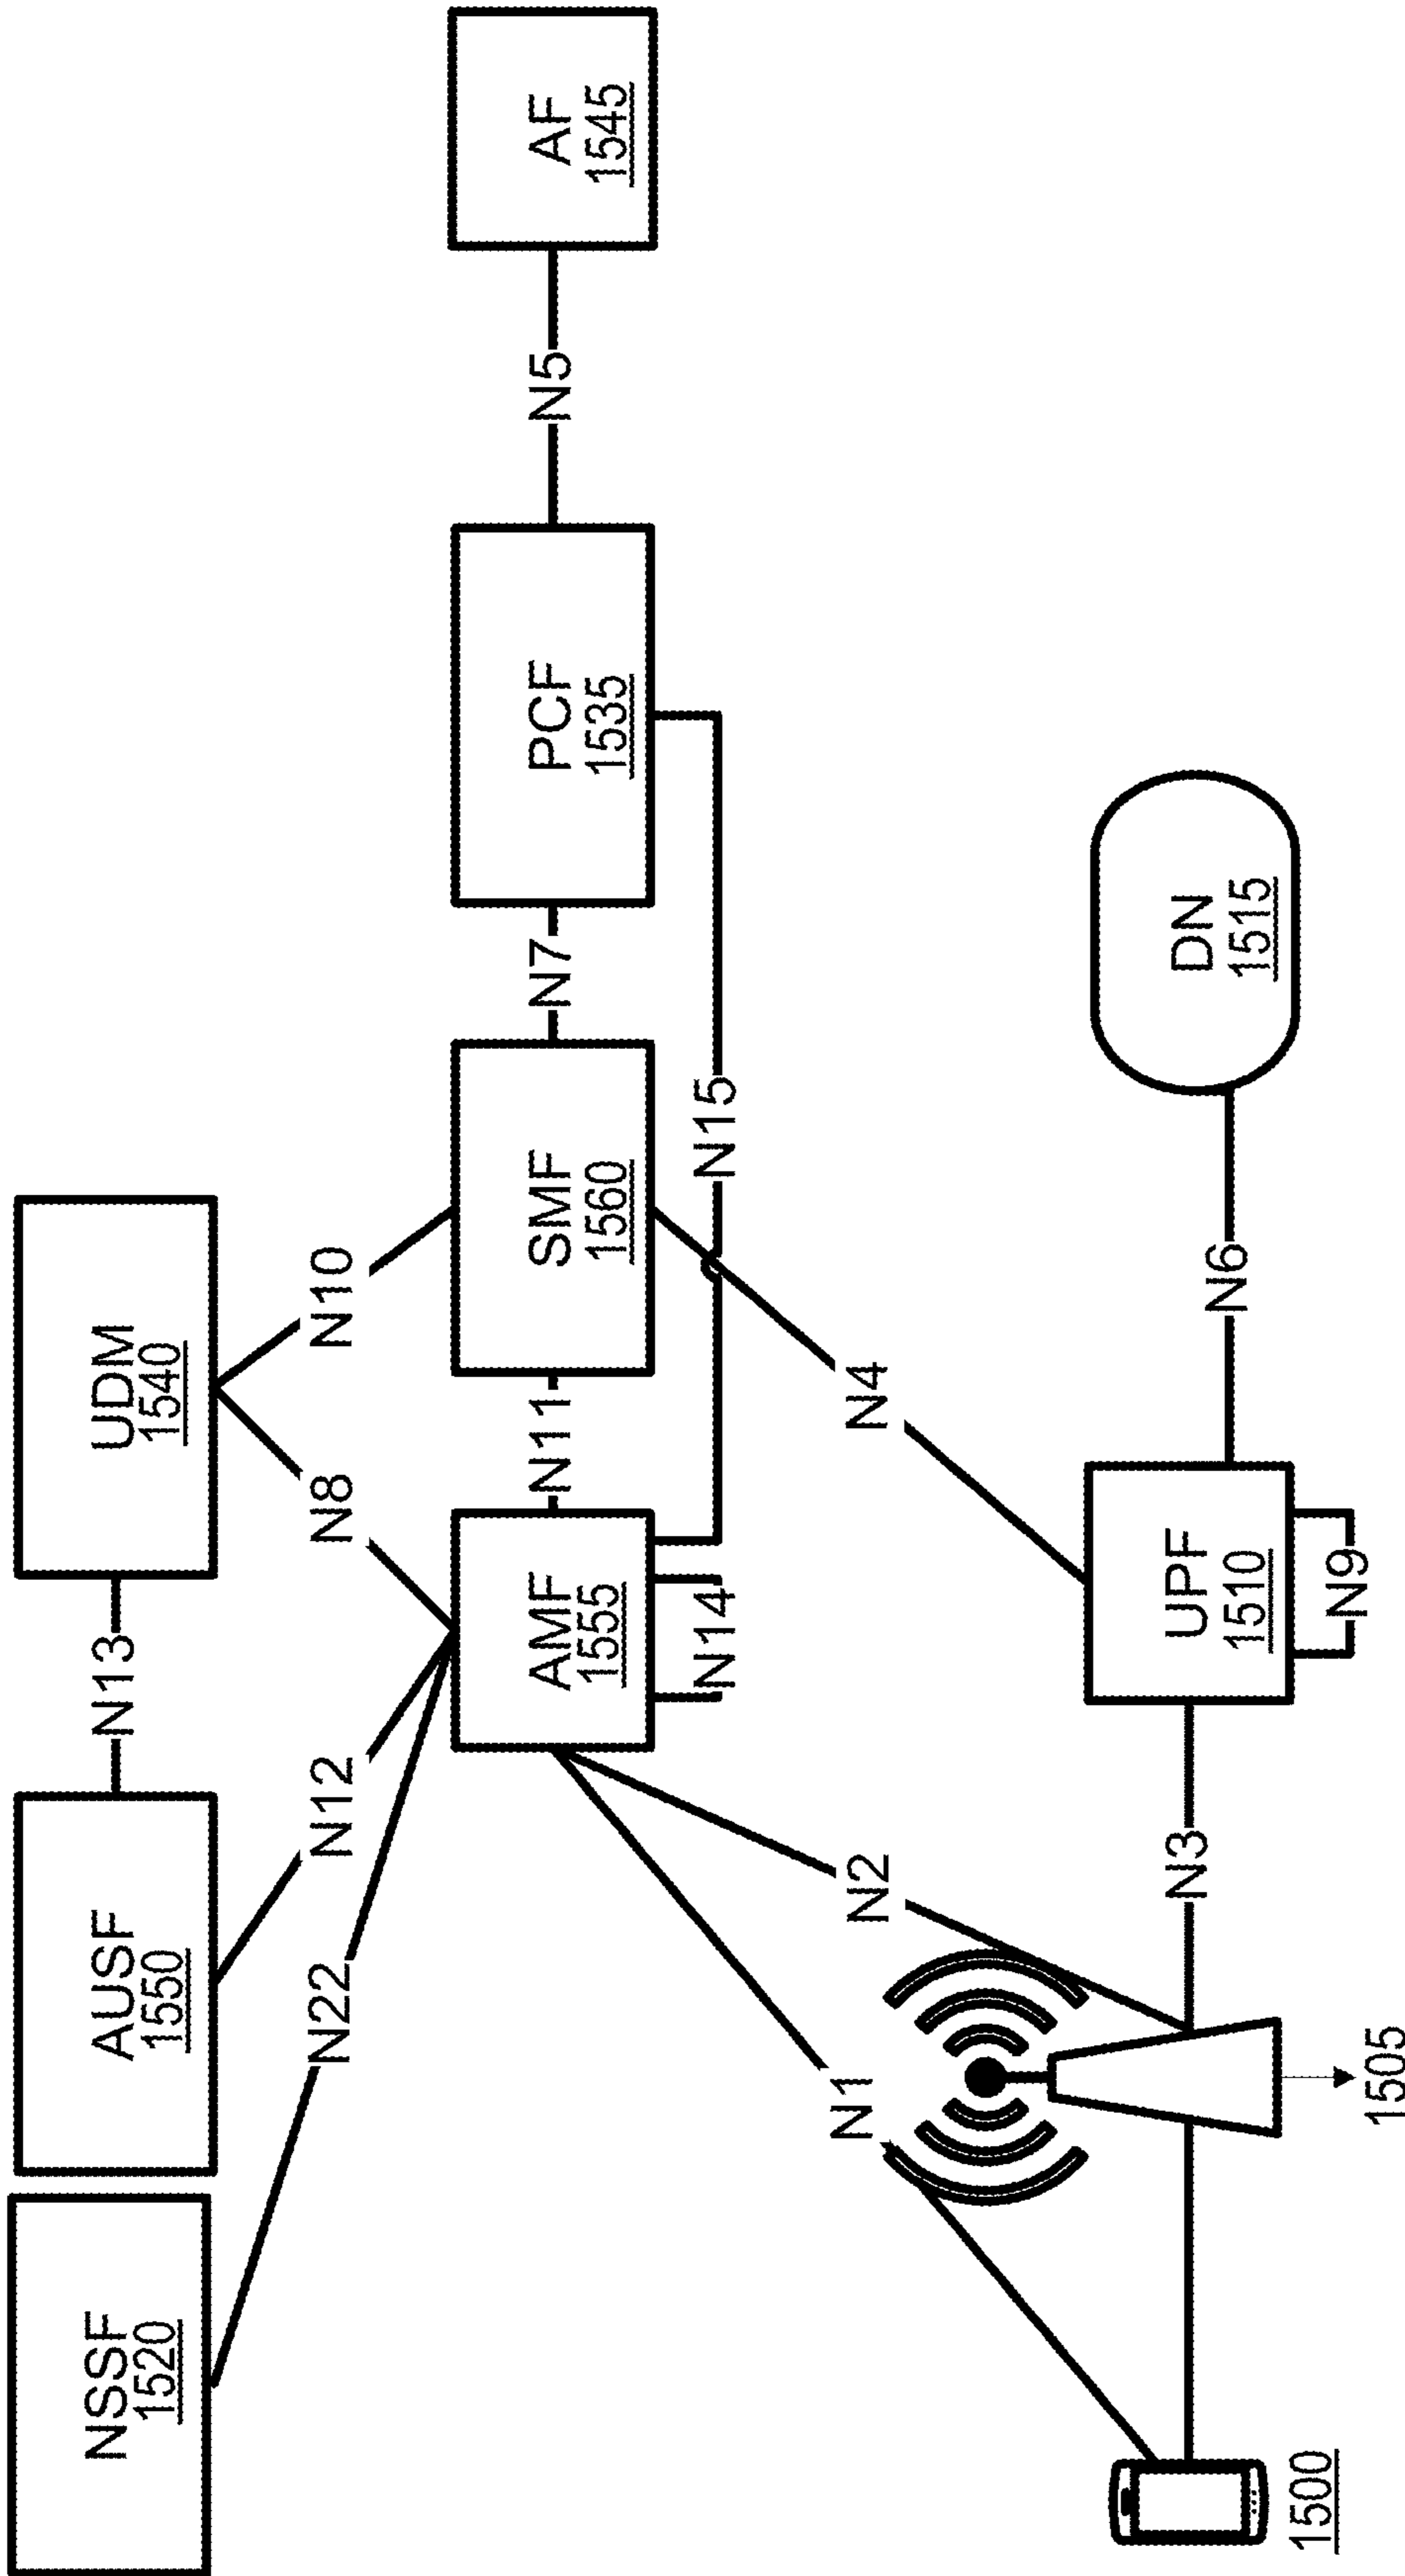 NSSF
1520
AUSF
1550
N13
UDM
1540
N22
N12
N8
N10
AMF
1555
N11
SMF
1560
N7
PCF
1535
N5
AF
1545
N14
N15
N1
N2
N4
1500
1505
N3
UPF
1510
N9
N6
DN
1515